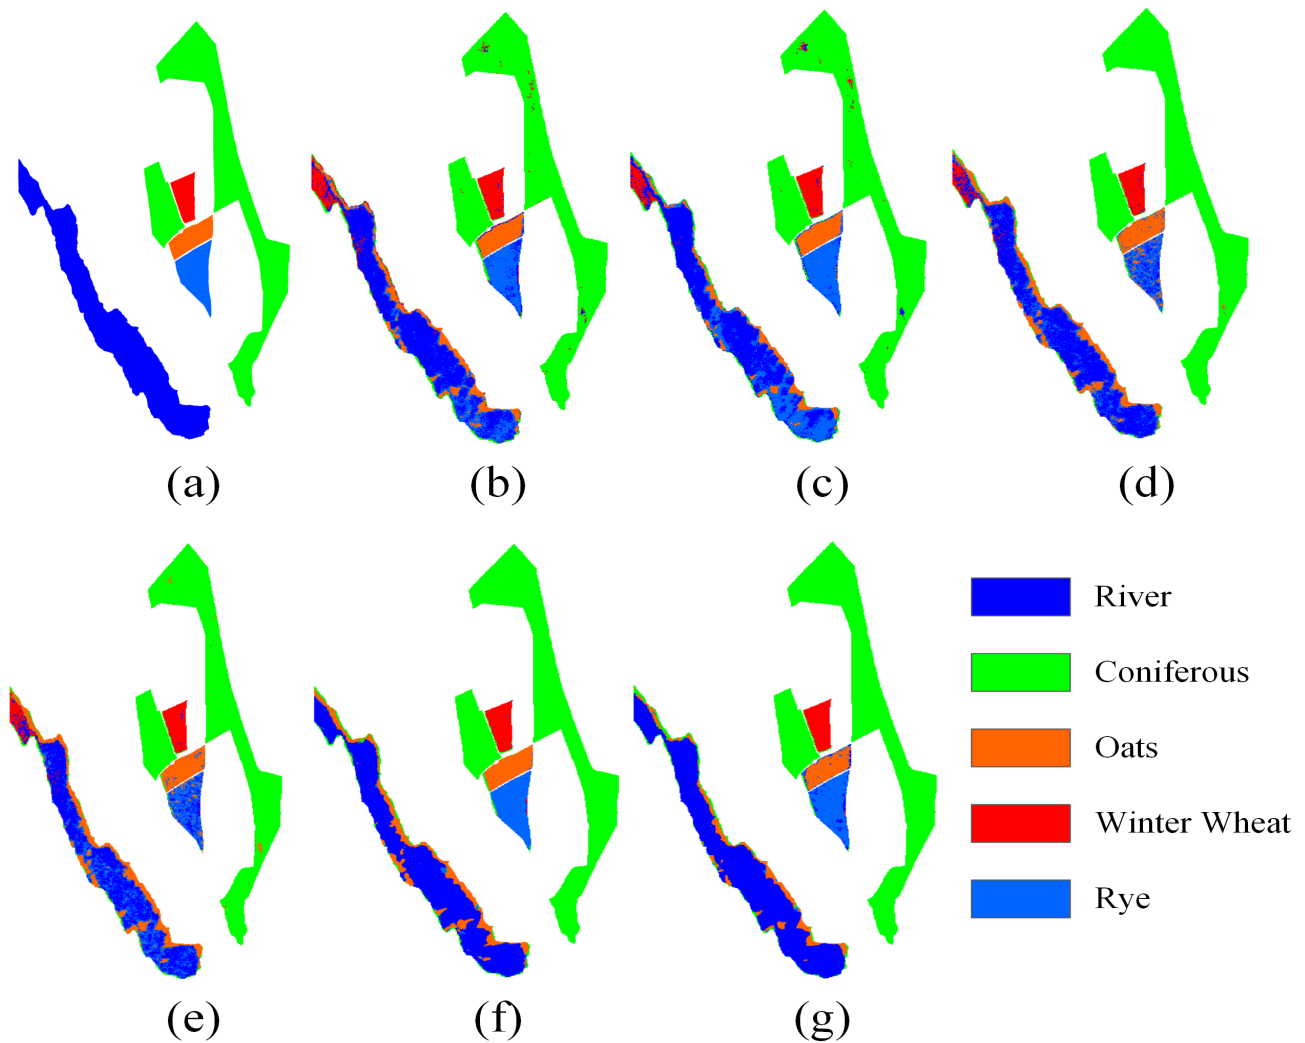 (a)
(b)
(c)
(d)
(e)
(f)
(g)
River
Coniferous
Oats
Winter Wheat
Rye